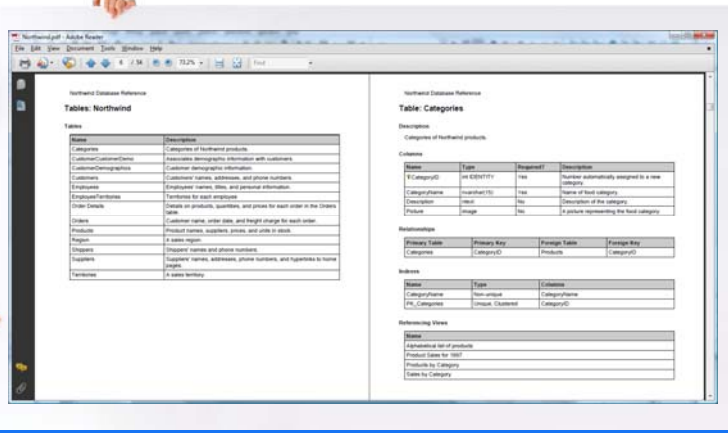 Northwind.pdf - Adobe Reader
File Edit View Document Tools Window Help
6 / 56 73.2% Find
Northwind Database Reference
Tables: Northwind
Tables
Name Description
Categories Categories of Northwind products.
CustomerCustomerDemo Associates demographic information with customers.
CustomerDemographics Customer demographic information.
Customers Customers' names, addresses, and phone numbers.
Employees Employees' names, titles, and personal information.
EmployeeTerritories Territories for each employee.
Order Details Details on products, quantities, and prices for each order in the Orders
table.
Orders Customer name, order date, and freight charge for each order.
Products Product names, suppliers, prices, and units in stock.
Region A sales region.
Shippers Shippers' names and phone numbers.
Suppliers Suppliers' names, addresses, phone numbers, and hyperlinks to home
pages.
Territories A sales territory.
Northwind Database Reference
Table: Categories
Description
Categories of Northwind products.
Columns
Name Type Required? Description
CategoryID int IDENTITY Yes Number automatically assigned to a new
category.
CategoryName nvarchar(15) Yes Name of food category.
Description ntext No Description of the category.
Picture image No A picture representing the food category.
Relationships
Primary Table Primary Key Foreign Table Foreign Key
Categories CategoryID Products CategoryID
Indexes
Name Type Columns
CategoryName Non-unique CategoryName
PK_Categories Unique, Clustered CategoryID
Referencing Views
Name
Alphabetical list of products
Product Sales for 1997
Products by Category
Sales by Category